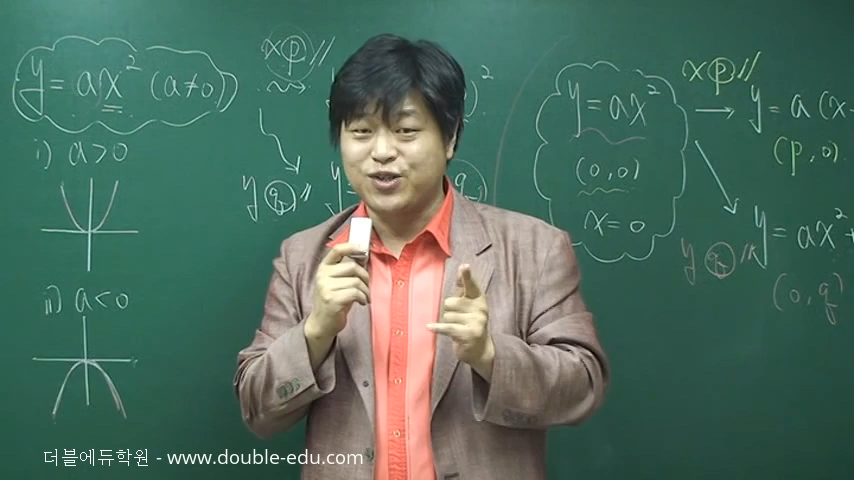 y = ax² (a≠0)
i) a>0
ii) a<0
x ⓟ //
y ⓠ //
y = ax²
(0,0)
x=0
x ⓟ //
y = a(x-
(p,0)
y ⓠ //
y = ax²+
(0,q)
더블에듀학원 - www.double-edu.com